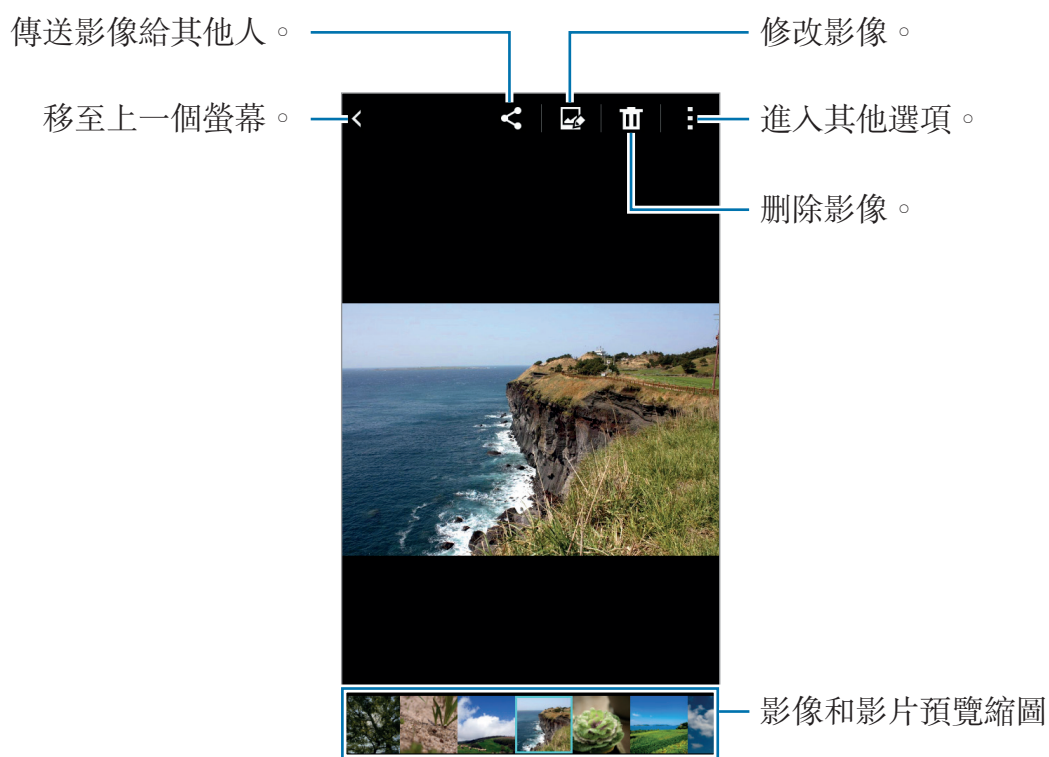 傳送影像給其他人。
修改影像。
移至上一個螢幕。
進入其他選項。
刪除影像。
影像和影片預覽縮圖